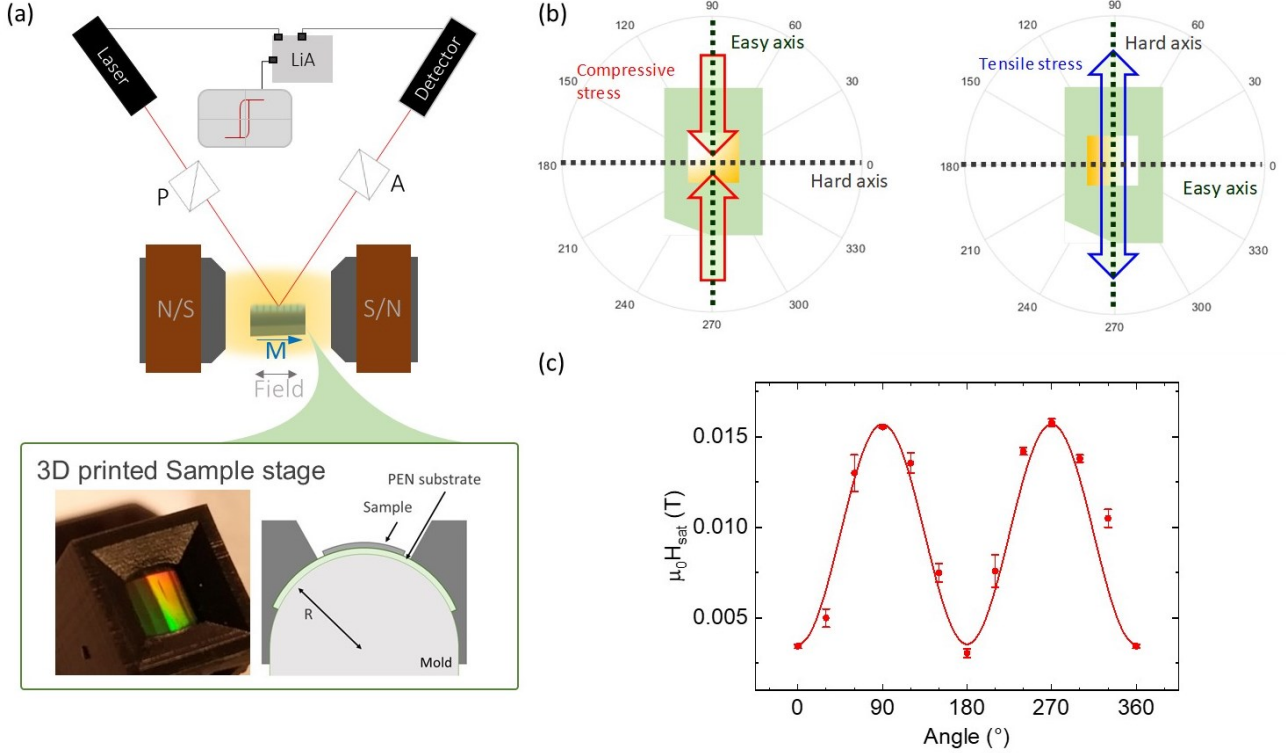 (a)
Laser
LiA
Detector
P
A
N/S
S/N
M
Field
3D printed Sample stage
PEN substrate
Sample
R
Mold
(b)
90
120
60
Easy axis
Compressive
stress
150
30
180
0
Hard axis
210
330
240
300
270
90
120
60
Hard axis
Tensile stress
150
30
180
0
Easy axis
210
330
240
300
270
(c)
μ₀Hsat (T)
0.015
0.010
0.005
0
90
180
270
360
Angle (°)